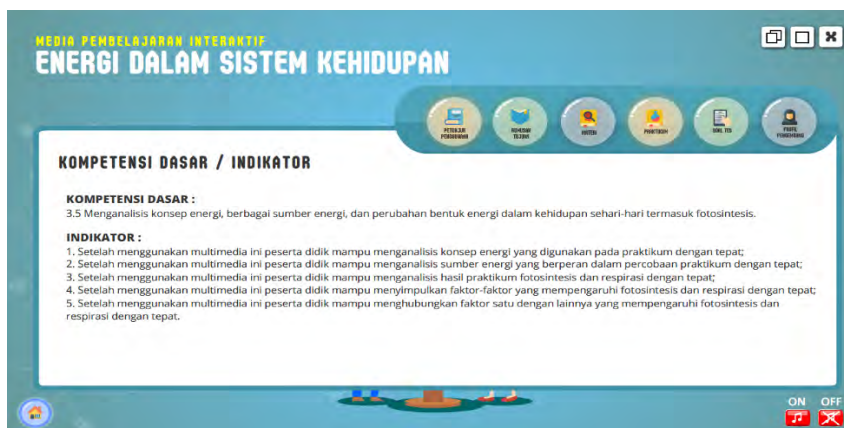 MEDIA PEMBELAJARAN INTERAKTIF
ENERGI DALAM SISTEM KEHIDUPAN
PETUNJUK
PENGGUNAAN
RUMUSAN
TUJUAN
MATERI
PRAKTIKUM
SOAL TES
PROFIL
PENGEMBANG
KOMPETENSI DASAR / INDIKATOR
KOMPETENSI DASAR :
3.5 Menganalisis konsep energi, berbagai sumber energi, dan perubahan bentuk energi dalam kehidupan sehari-hari termasuk fotosintesis.
INDIKATOR :
1. Setelah menggunakan multimedia ini peserta didik mampu menganalisis konsep energi yang digunakan pada praktikum dengan tepat;
2. Setelah menggunakan multimedia ini peserta didik mampu menganalisis sumber energi yang berperan dalam percobaan praktikum dengan tepat;
3. Setelah menggunakan multimedia ini peserta didik mampu menganalisis hasil praktikum fotosintesis dan respirasi dengan tepat;
4. Setelah menggunakan multimedia ini peserta didik mampu menyimpulkan faktor-faktor yang mempengaruhi fotosintesis dan respirasi dengan tepat;
5. Setelah menggunakan multimedia ini peserta didik mampu menghubungkan faktor satu dengan lainnya yang mempengaruhi fotosintesis dan
respirasi dengan tepat.
ON OFF